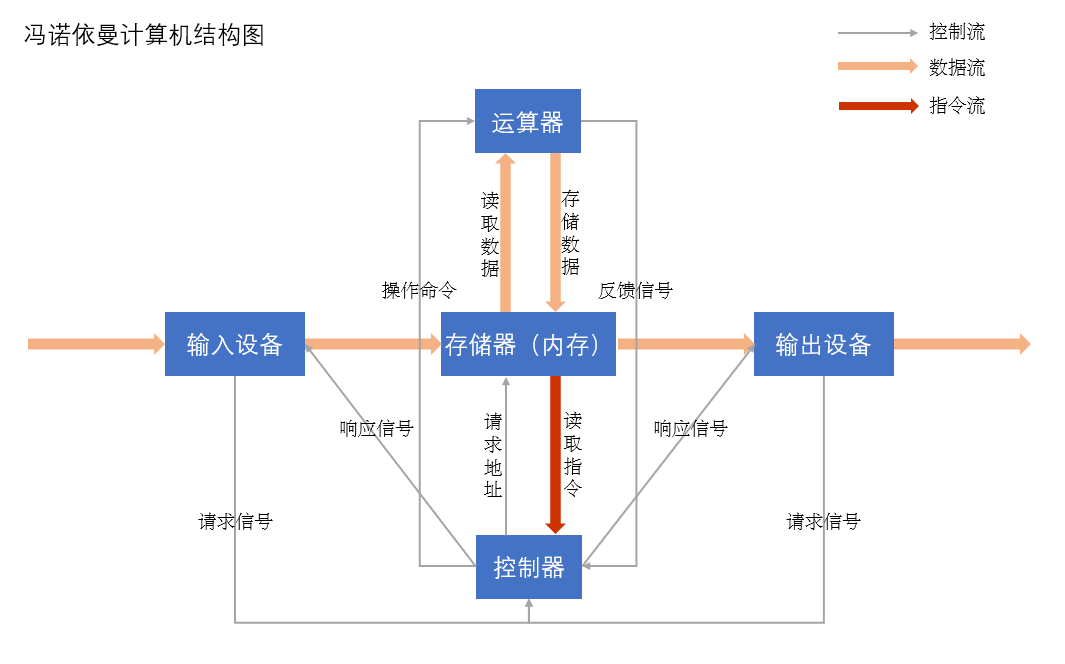 冯诺依曼计算机结构图
控制流
数据流
指令流
运算器
读取数据
存储数据
操作命令
反馈信号
输入设备
存储器（内存）
输出设备
响应信号
请求地址
读取指令
响应信号
请求信号
请求信号
控制器